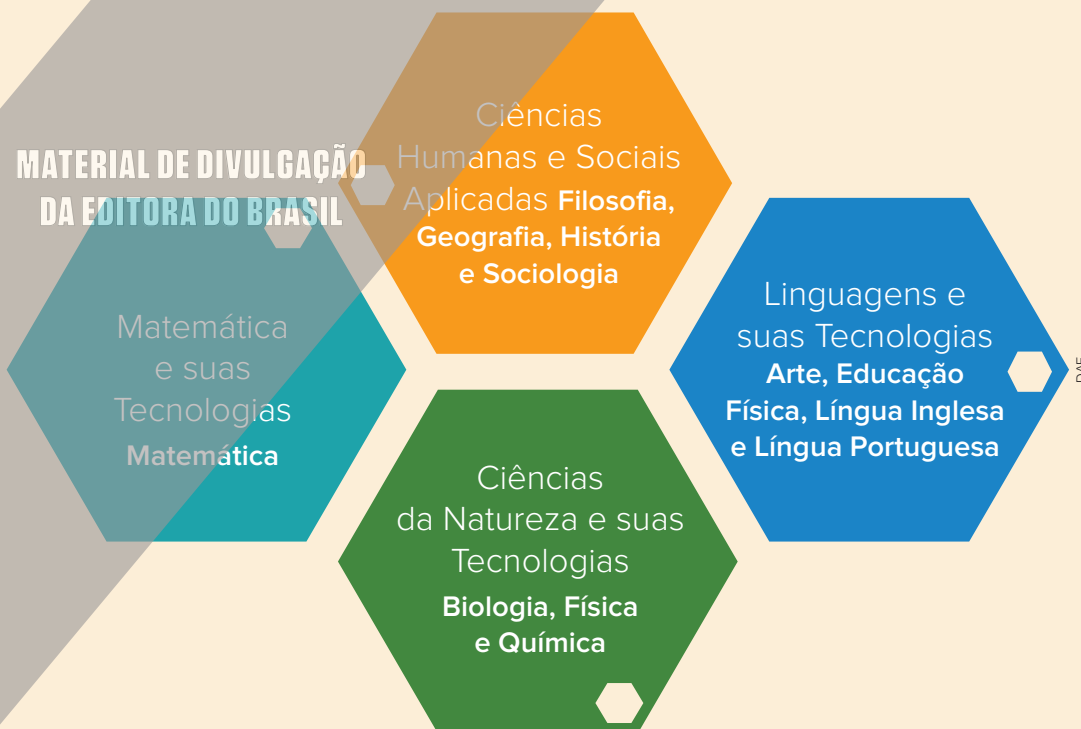 MATERIAL DE DIVULGAÇÃO
DA EDITORA DO BRASIL
Ciências
Humanas e Sociais
Aplicadas Filosofia,
Geografia, História
e Sociologia
Matemática
e suas
Tecnologias
Matemática
Linguagens e
suas Tecnologias
Arte, Educação
Física, Língua Inglesa
e Língua Portuguesa
Ciências
da Natureza e suas
Tecnologias
Biologia, Física
e Química